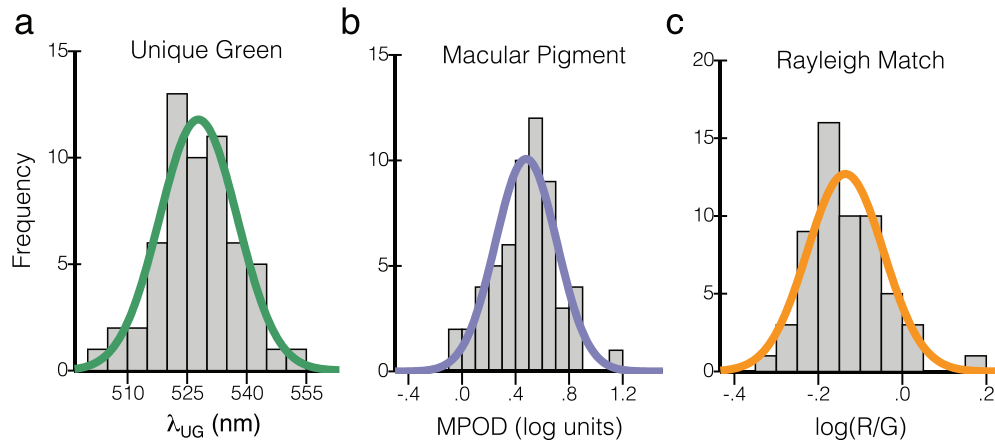 a
Unique Green
15
10
5
0
Frequency
510 525 540 555
λUG (nm)
b
Macular Pigment
15
10
5
0
-.4 .0 .4 .8 1.2
MPOD (log units)
c
Rayleigh Match
20
15
10
5
0
-.4 -.2 .0 .2
log(R/G)